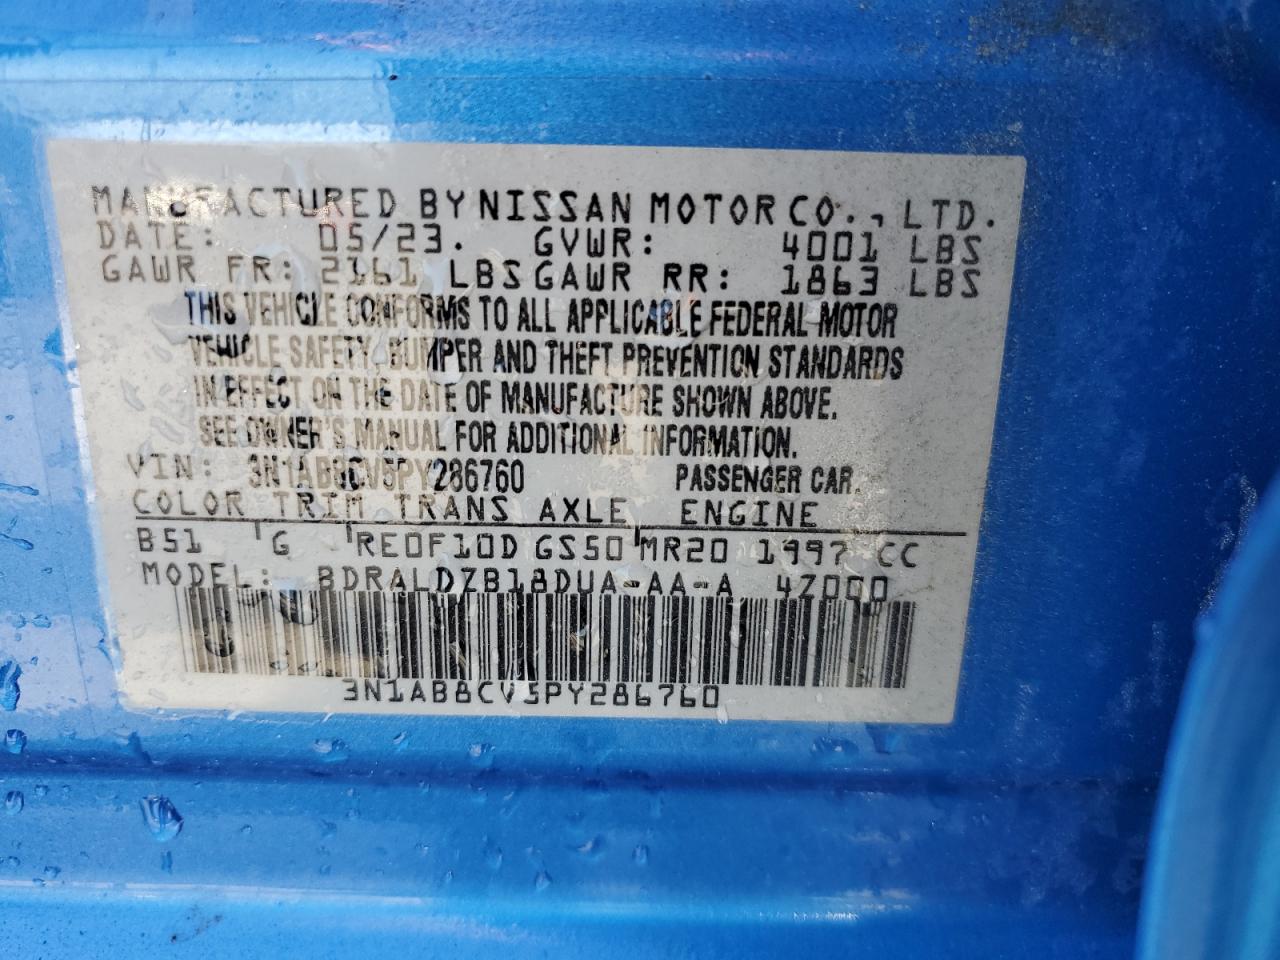 MANUFACTURED BY NISSAN MOTOR CO., LTD.
DATE: 05/23. GVWR: 4001 LBS
GAWR FR: 2161 LBS GAWR RR: 1863 LBS
THIS VEHICLE CONFORMS TO ALL APPLICABLE FEDERAL MOTOR
VEHICLE SAFETY, BUMPER AND THEFT PREVENTION STANDARDS
IN EFFECT ON THE DATE OF MANUFACTURE SHOWN ABOVE.
SEE OWNER'S MANUAL FOR ADDITIONAL INFORMATION.
VIN: 3N1AB8CV5PY286760 PASSENGER CAR.
COLOR TRIM TRANS AXLE ENGINE
B51 G RE0F10D GS50 MR20 1997 CC
MODEL: BDRALDZB18DUA-AA-A 4Z000
3N1AB8CV5PY286760